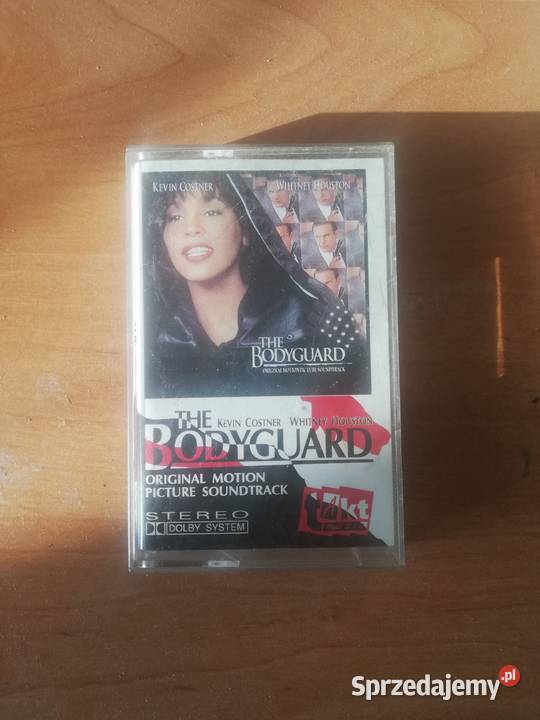 KEVIN COSTNER WHITNEY HOUSTON
THE
BODYGUARD
ORIGINAL MOTION PICTURE SOUNDTRACK
THE KEVIN COSTNER WHITNEY HOUSTON
BODYGUARD
ORIGINAL MOTION
PICTURE SOUNDTRACK
STEREO
DOLBY SYSTEM
takt
Sprzedajemy.pl